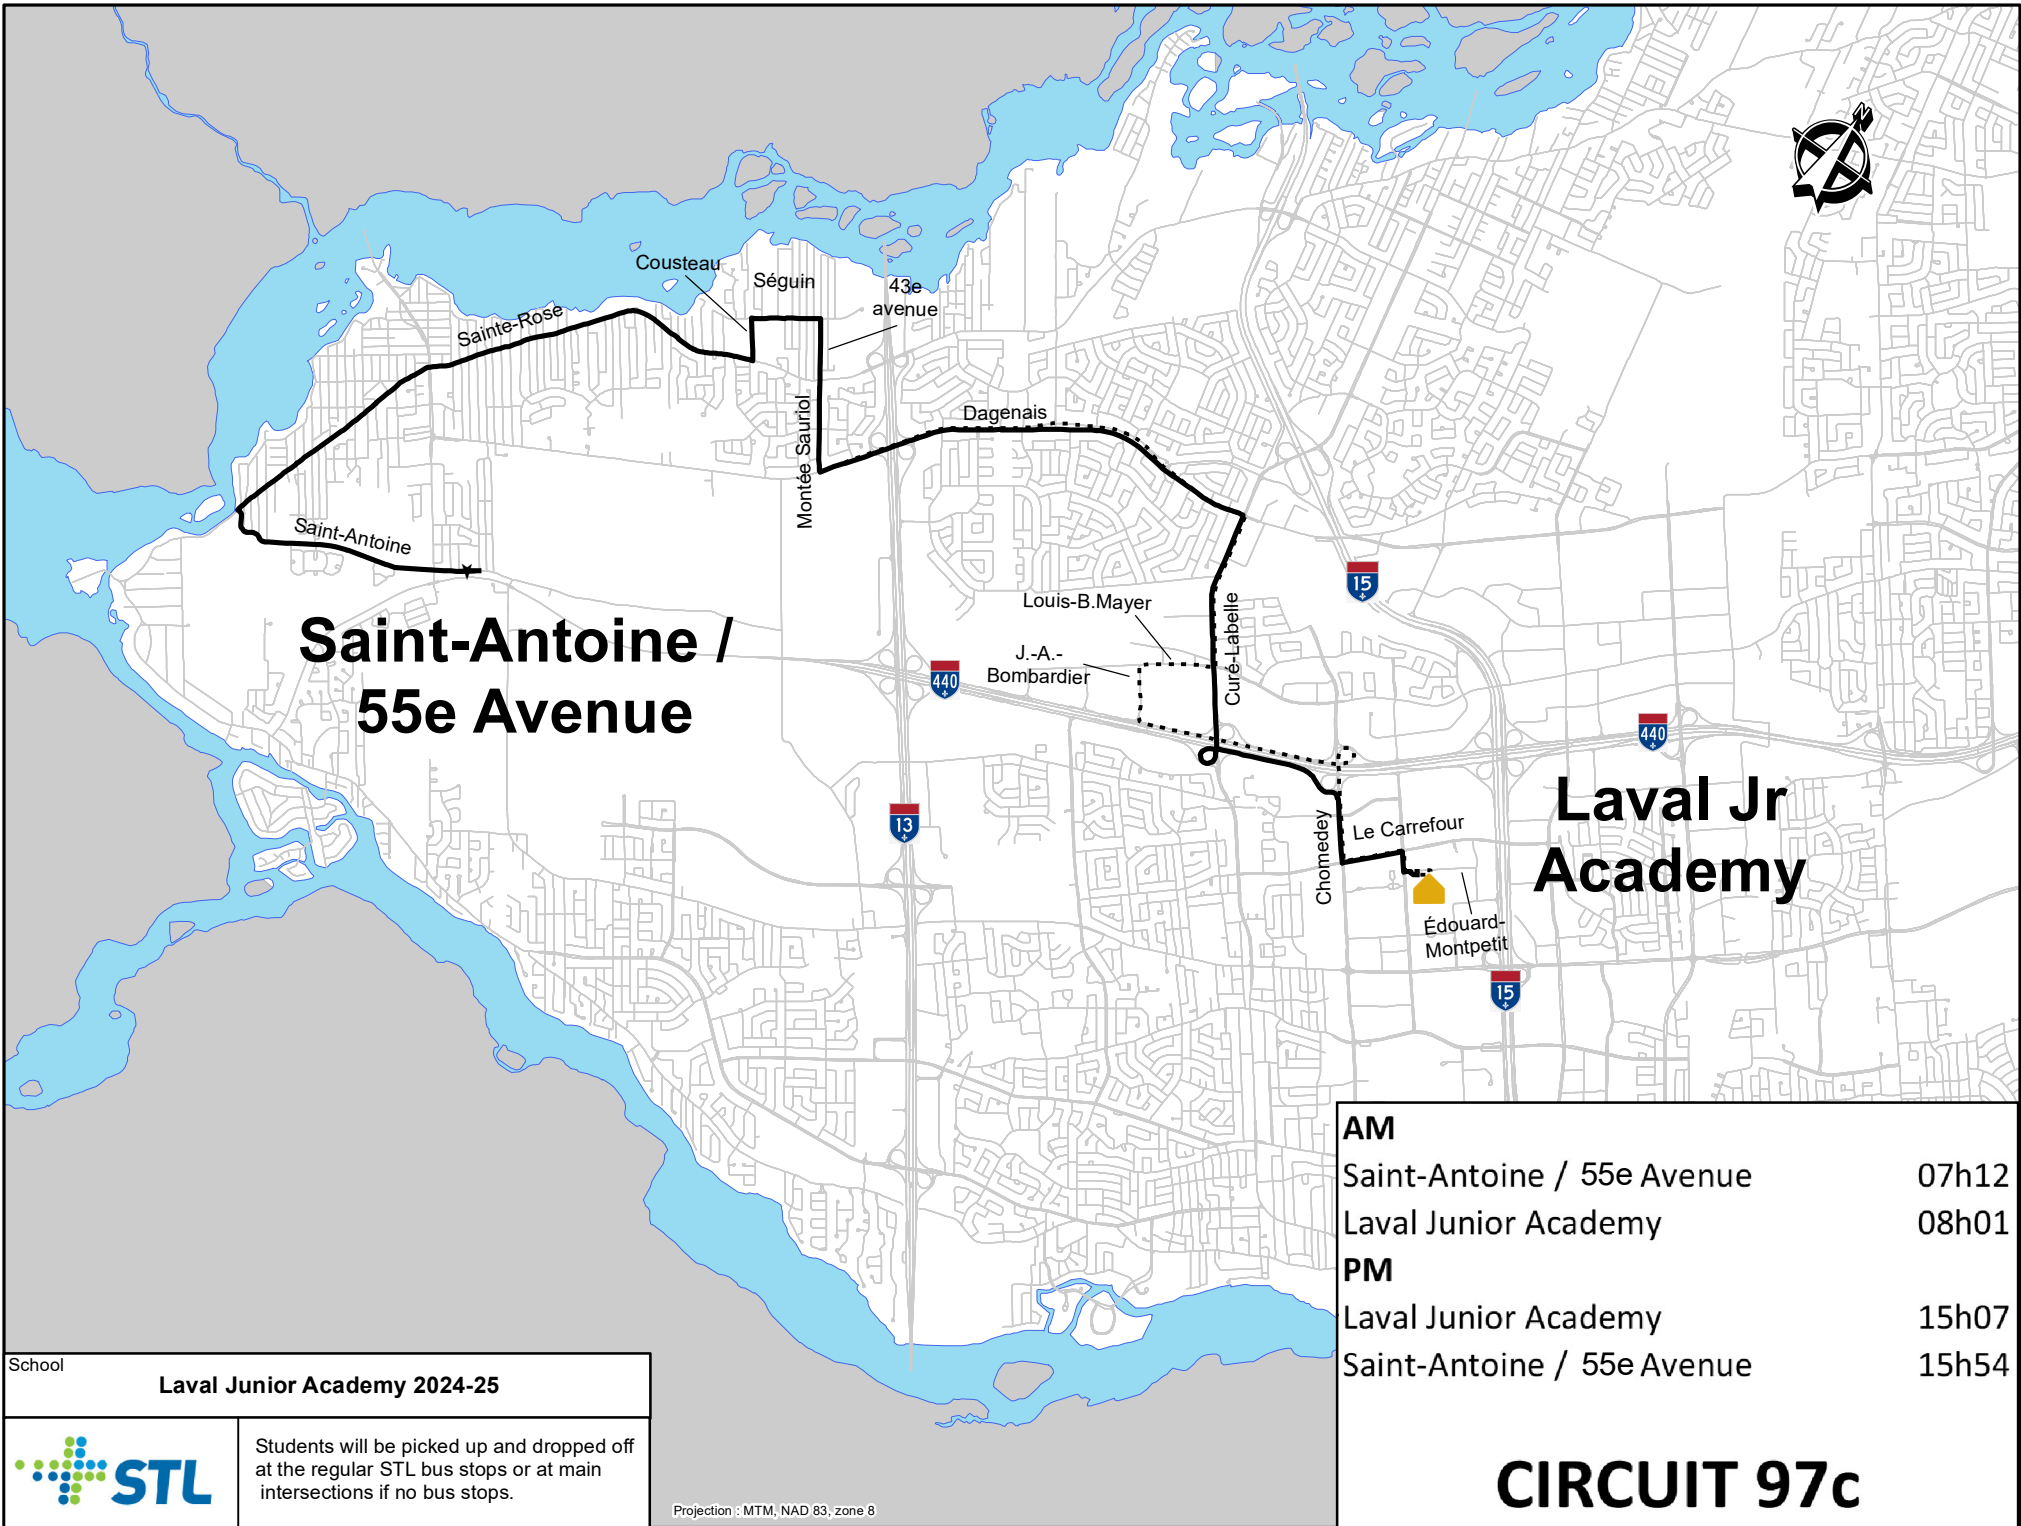 N
Cousteau
Séguin
43e
avenue
Sainte-Rose
Montée Sauriol
Dagenais
Saint-Antoine
15
Louis-B.Mayer
Curé-Labelle
J.-A.-
Bombardier
Saint-Antoine /
55e Avenue
440
440
13
Laval Jr
Academy
Chomedey
Le Carrefour
Édouard-
Montpetit
15
AM
Saint-Antoine / 55e Avenue 07h12
Laval Junior Academy 08h01
PM
Laval Junior Academy 15h07
Saint-Antoine / 55e Avenue 15h54
CIRCUIT 97c
School
Laval Junior Academy 2024-25
STL
Students will be picked up and dropped off
at the regular STL bus stops or at main
intersections if no bus stops.
Projection : MTM, NAD 83, zone 8